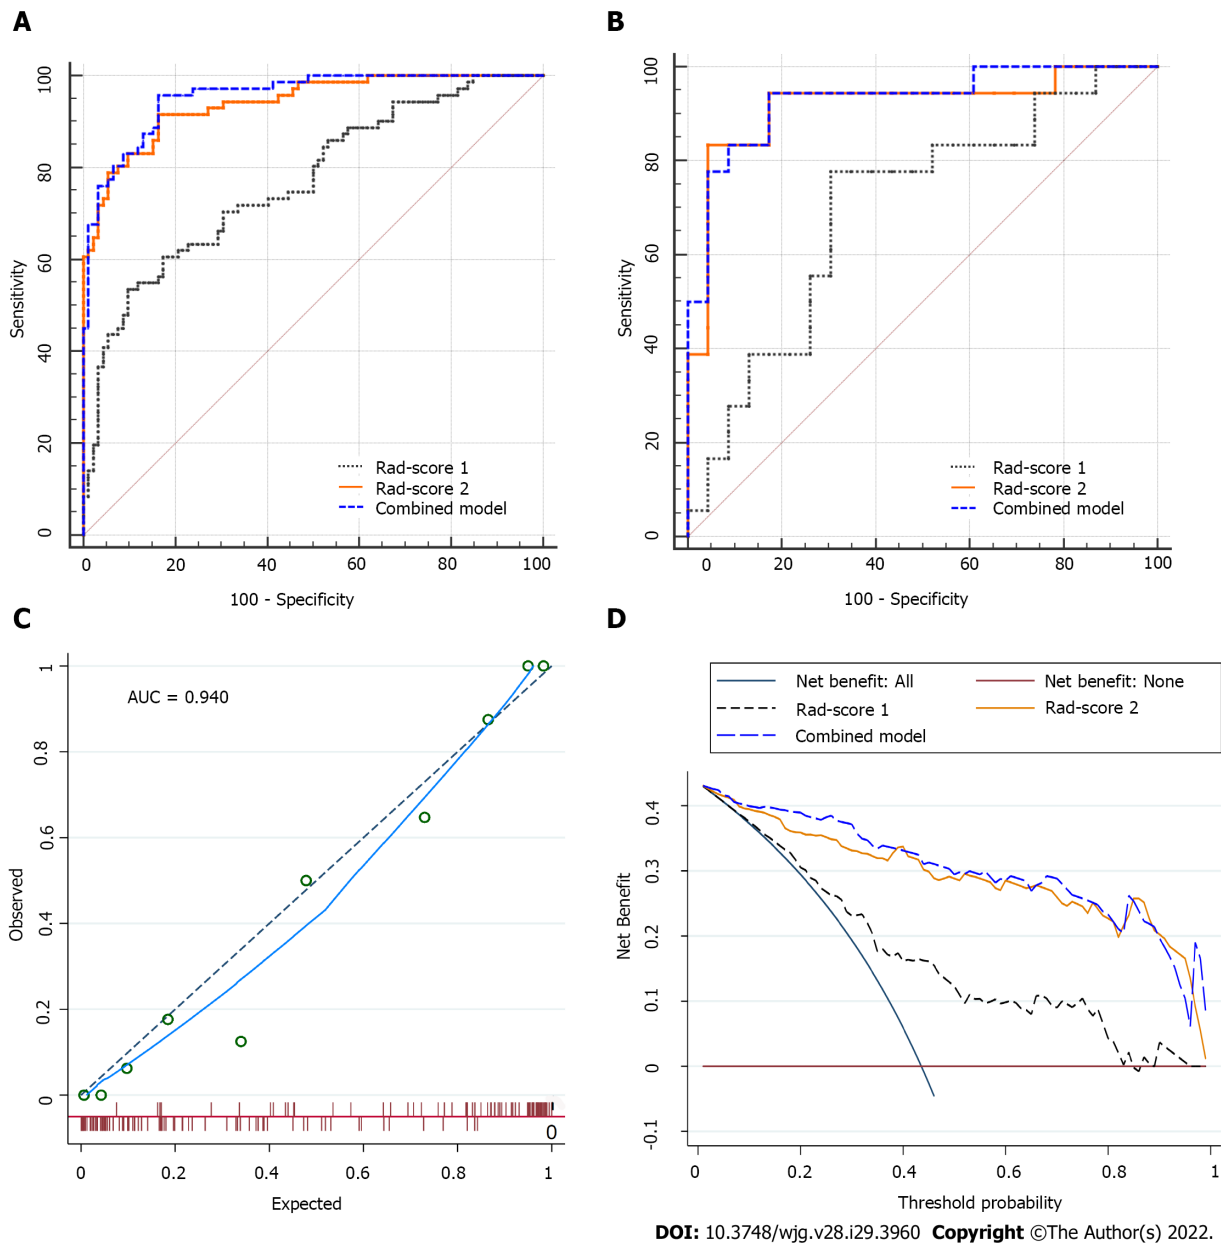 A
100
80
60
40
20
0
Sensitivity
Rad-score 1
Rad-score 2
Combined model
0 20 40 60 80 100
100 - Specificity
B
100
80
60
40
20
0
Sensitivity
Rad-score 1
Rad-score 2
Combined model
0 20 40 60 80 100
100 - Specificity
C
AUC = 0.940
1
0.8
0.6
0.4
0.2
0
Observed
0
0 0.2 0.4 0.6 0.8 1
Expected
D
Net benefit: All Net benefit: None
Rad-score 1 Rad-score 2
Combined model
0.4
0.3
0.2
0.1
0
-0.1
Net Benefit
0 0.2 0.4 0.6 0.8 1
Threshold probability
DOI: 10.3748/wjg.v28.i29.3960 Copyright ©The Author(s) 2022.